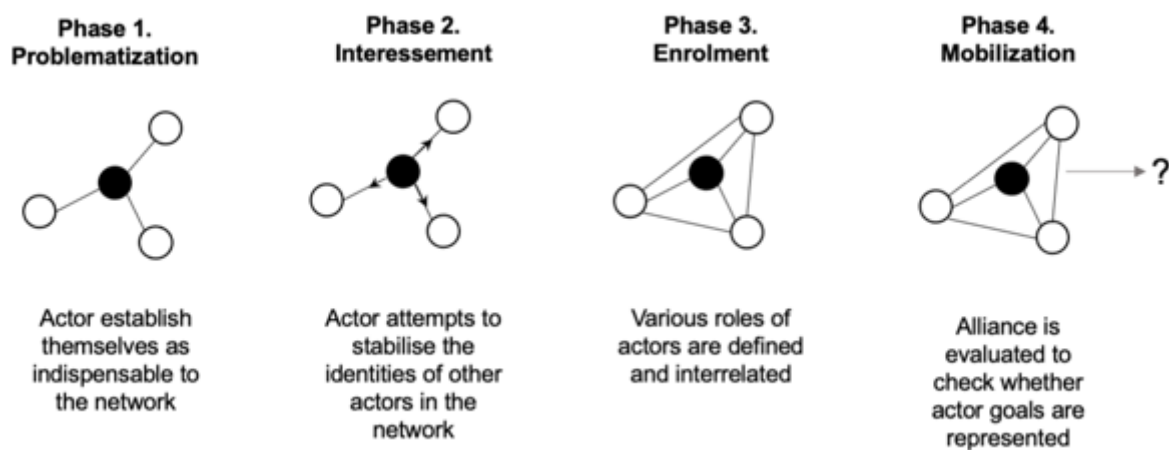 Phase 1.
Problematization
Phase 2.
Interessement
Phase 3.
Enrolment
Phase 4.
Mobilization
?
Actor establish
themselves as
indispensable to
the network
Actor attempts to
stabilise the
identities of other
actors in the
network
Various roles of
actors are defined
and interrelated
Alliance is
evaluated to
check whether
actor goals are
represented